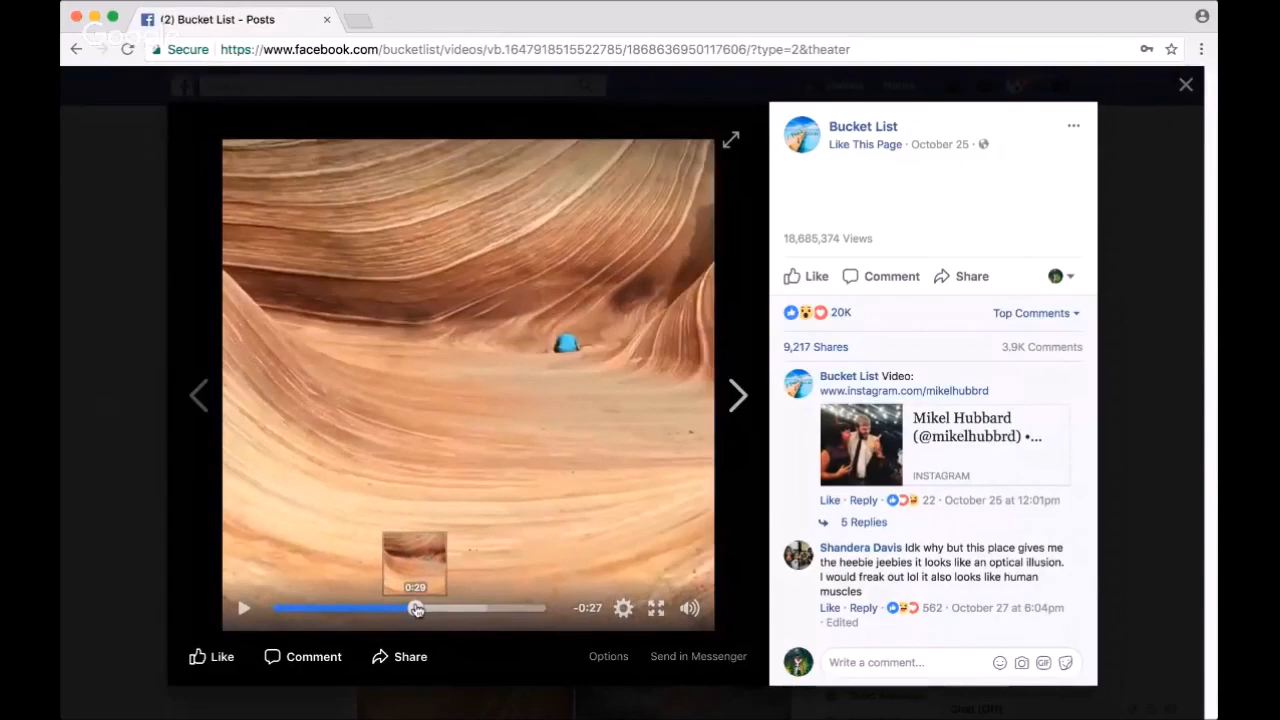 (2) Bucket List - Posts
Google
Secure https://www.facebook.com/bucketlist/videos/vb.1647918515522785/1868636950117606/?type=2&theater
Bucket List
Like This Page · October 25 ·
18,685,374 Views
Like Comment Share
20K Top Comments
9,217 Shares 3.9K Comments
Bucket List Video:
www.instagram.com/mikelhubbrd
Mikel Hubbard
(@mikelhubbrd) •...
INSTAGRAM
Like · Reply · 22 · October 25 at 12:01pm
5 Replies
Shandera Davis Idk why but this place gives me
the heebie jeebies it looks like an optical illusion.
I would freak out lol it also looks like human
muscles
Like · Reply · 562 · October 27 at 6:04pm
· Edited
Write a comment...
GIF
0:29
-0:27
Like Comment Share Options Send in Messenger